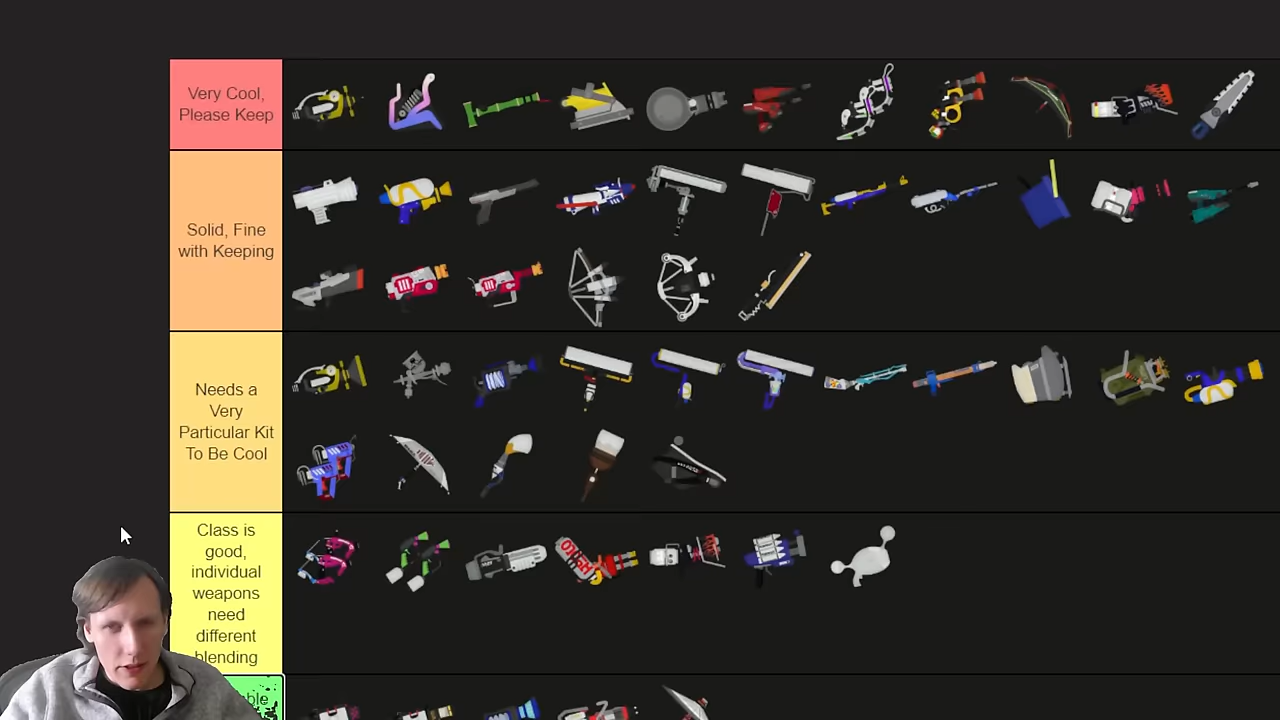 Very Cool,
Please Keep
Solid, Fine
with Keeping
Needs a
Very
Particular Kit
To Be Cool
Class is
good,
individual
weapons
need
different
blending